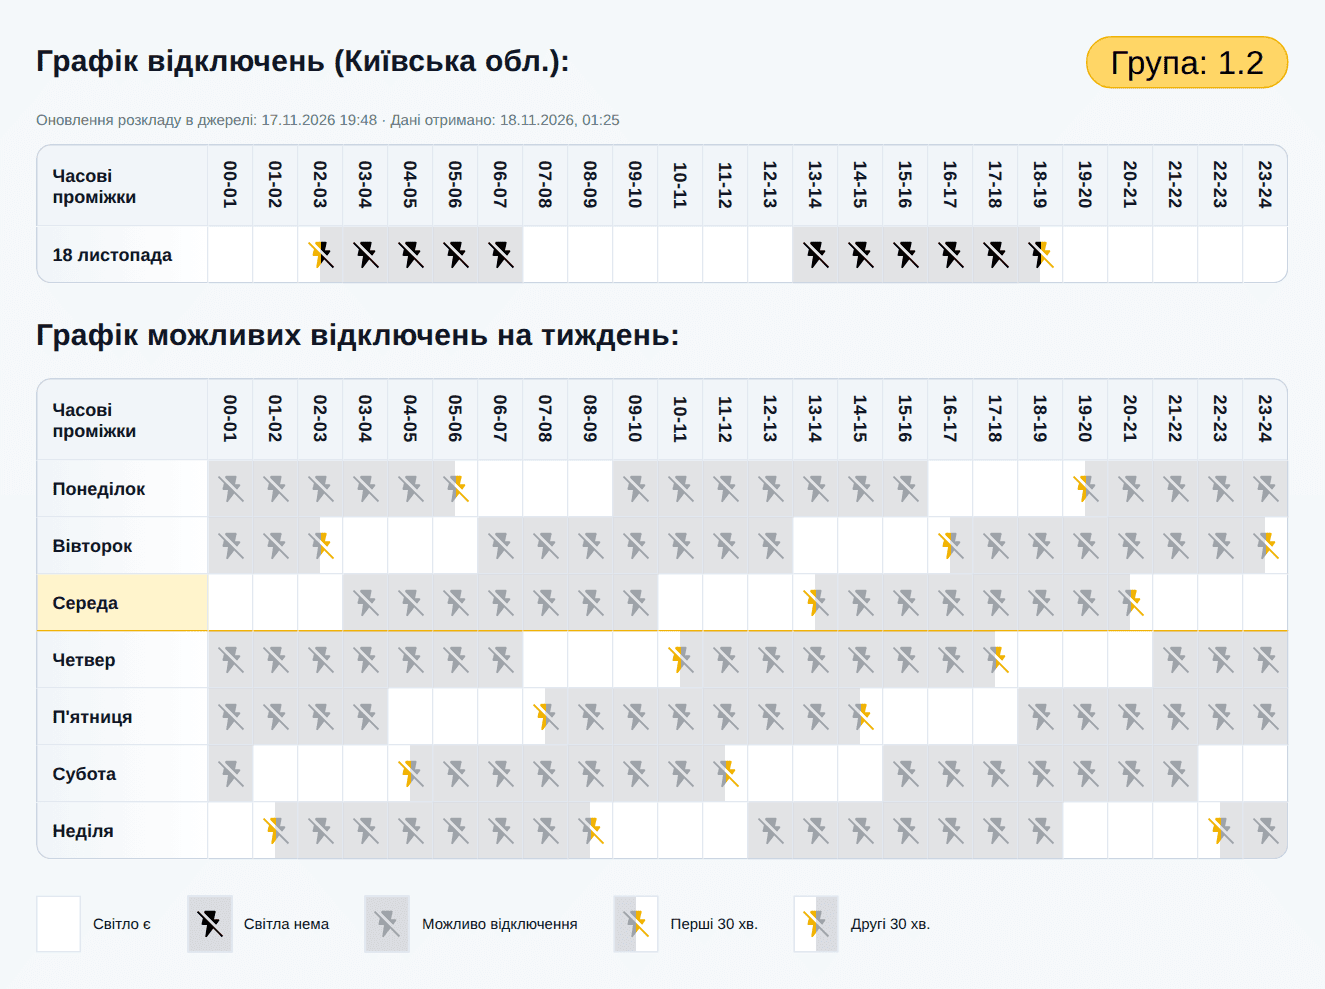 Графік відключень (Київська обл.):
Група: 1.2
Оновлення розкладу в джерелі: 17.11.2026 19:48 · Дані отримано: 18.11.2026, 01:25
Часові проміжки 00-01 01-02 02-03 03-04 04-05 05-06 06-07 07-08 08-09 09-10 10-11 11-12 12-13 13-14 14-15 15-16 16-17 17-18 18-19 19-20 20-21 21-22 22-23 23-24
18 листопада
Графік можливих відключень на тиждень:
Часові проміжки 00-01 01-02 02-03 03-04 04-05 05-06 06-07 07-08 08-09 09-10 10-11 11-12 12-13 13-14 14-15 15-16 16-17 17-18 18-19 19-20 20-21 21-22 22-23 23-24
Понеділок
Вівторок
Середа
Четвер
П'ятниця
Субота
Неділя
Світло є Світла нема Можливо відключення Перші 30 хв. Другі 30 хв.